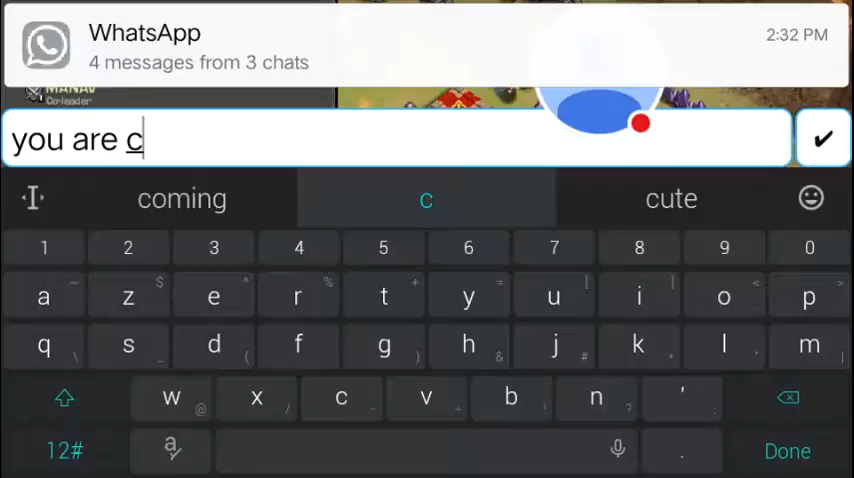 WhatsApp
2:32 PM
4 messages from 3 chats
MANAV
Co-leader
you are c
coming c cute
1 2 3 4 5 6 7 8 9 0
a ~ z $ e ^ r % t + y = u [ i ] o < p >
q \ s _ d ( f g ) h & j # k * l " m |
w @ x / c - v + b ! n ? ' ;
12# a .
Done